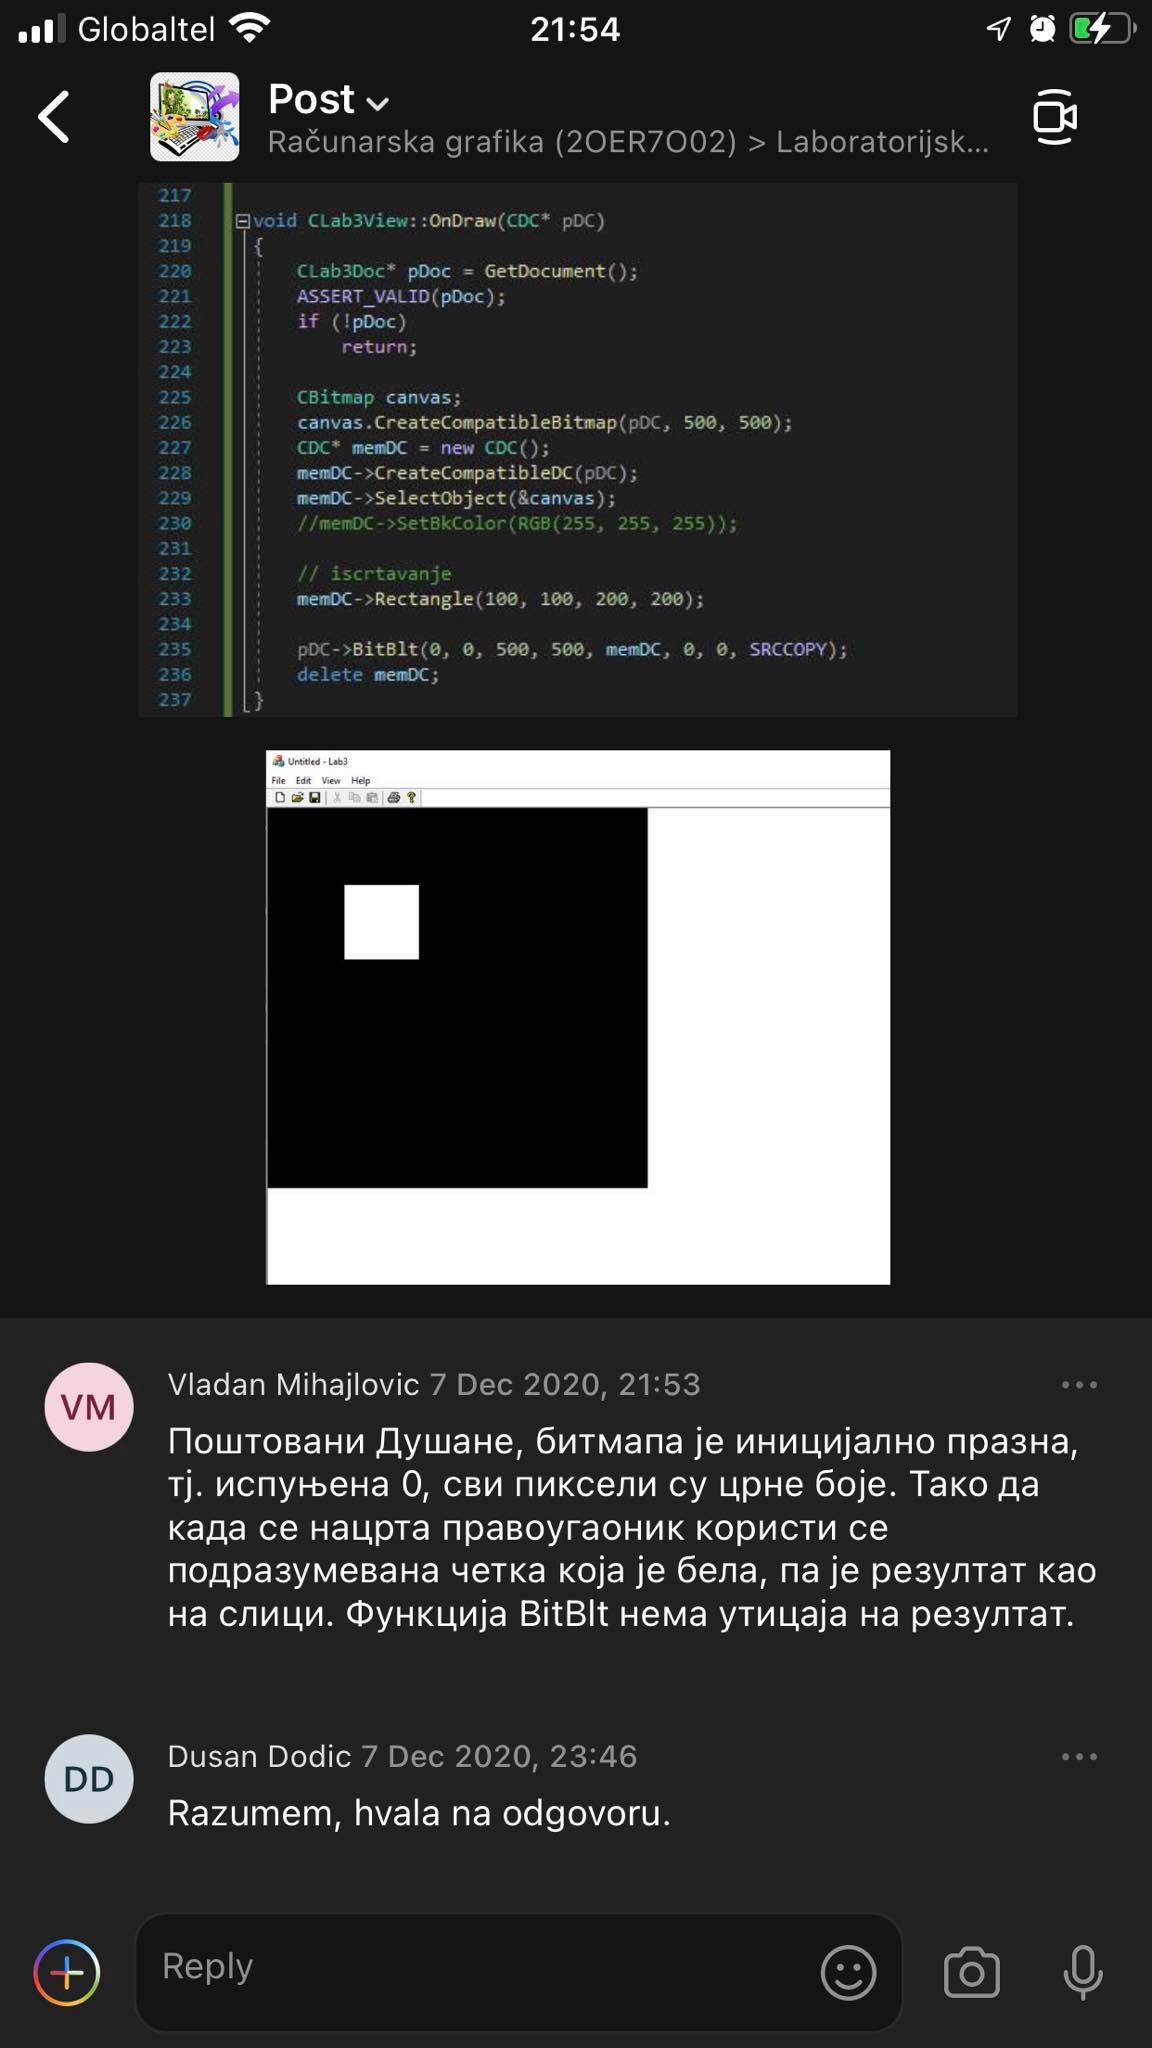 Globaltel
21:54
Post
Računarska grafika (2OER7O02) > Laboratorijsk...
217
218 void CLab3View::OnDraw(CDC* pDC)
219 {
220 CLab3Doc* pDoc = GetDocument();
221 ASSERT_VALID(pDoc);
222 if (!pDoc)
223 return;
224
225 CBitmap canvas;
226 canvas.CreateCompatibleBitmap(pDC, 500, 500);
227 CDC* memDC = new CDC();
228 memDC->CreateCompatibleDC(pDC);
229 memDC->SelectObject(&canvas);
230 //memDC->SetBkColor(RGB(255, 255, 255));
231
232 // iscrtavanje
233 memDC->Rectangle(100, 100, 200, 200);
234
235 pDC->BitBlt(0, 0, 500, 500, memDC, 0, 0, SRCCOPY);
236 delete memDC;
237 }
Untitled - Lab3
File Edit View Help
VM
Vladan Mihajlovic 7 Dec 2020, 21:53
Поштовани Душане, битмапа је иницијално празна,
тј. испуњена 0, сви пиксели су црне боје. Тако да
када се нацрта правоугаоник користи се
подразумевана четка која је бела, па је резултат као
на слици. Функција BitBlt нема утицаја на резултат.
DD
Dusan Dodic 7 Dec 2020, 23:46
Razumem, hvala na odgovoru.
Reply